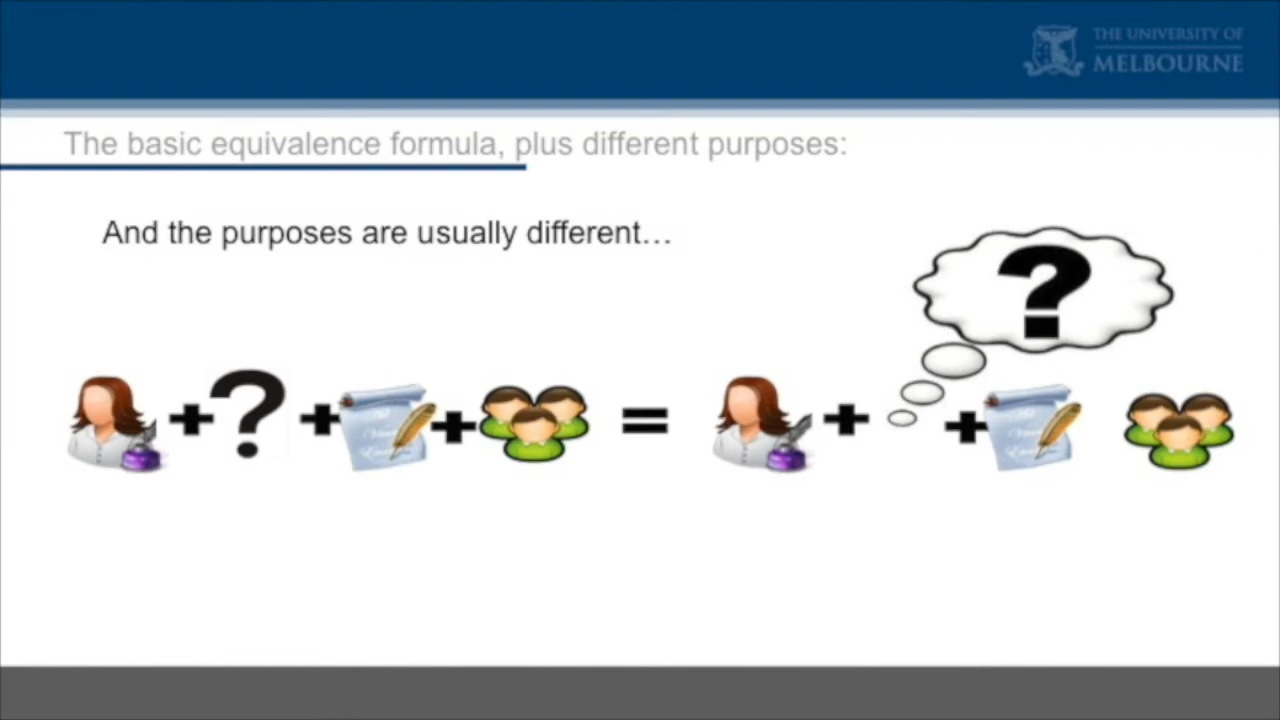 THE UNIVERSITY OF
MELBOURNE
The basic equivalence formula, plus different purposes:
And the purposes are usually different…
?
+ ? + + = + +